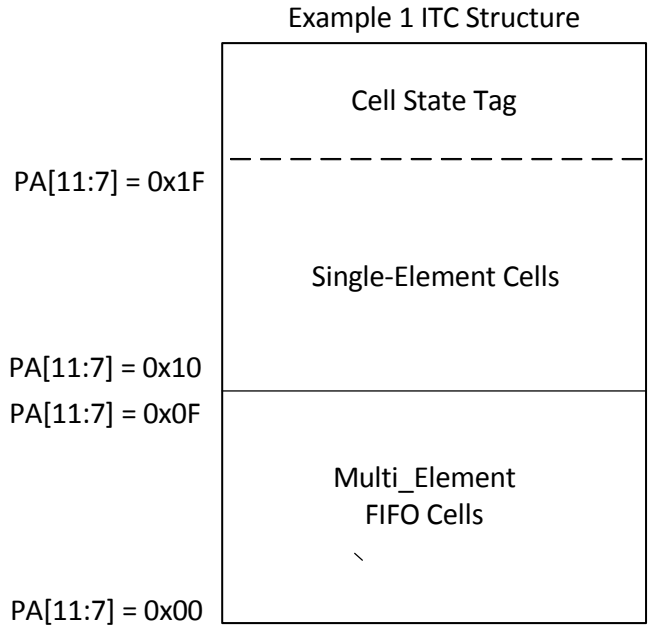 Example 1 ITC Structure
Cell State Tag
PA[11:7] = 0x1F
Single-Element Cells
PA[11:7] = 0x10
PA[11:7] = 0x0F
Multi_Element
FIFO Cells
PA[11:7] = 0x00